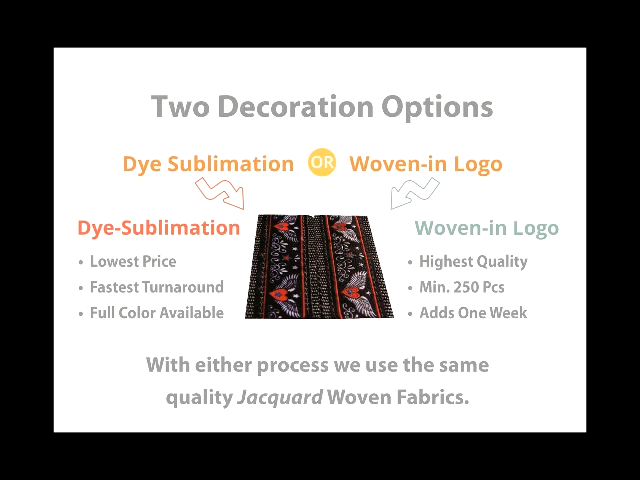 Two Decoration Options
Dye Sublimation OR Woven-in Logo
Dye-Sublimation
• Lowest Price
• Fastest Turnaround
• Full Color Available
Woven-in Logo
• Highest Quality
• Min. 250 Pcs
• Adds One Week
With either process we use the same
quality Jacquard Woven Fabrics.